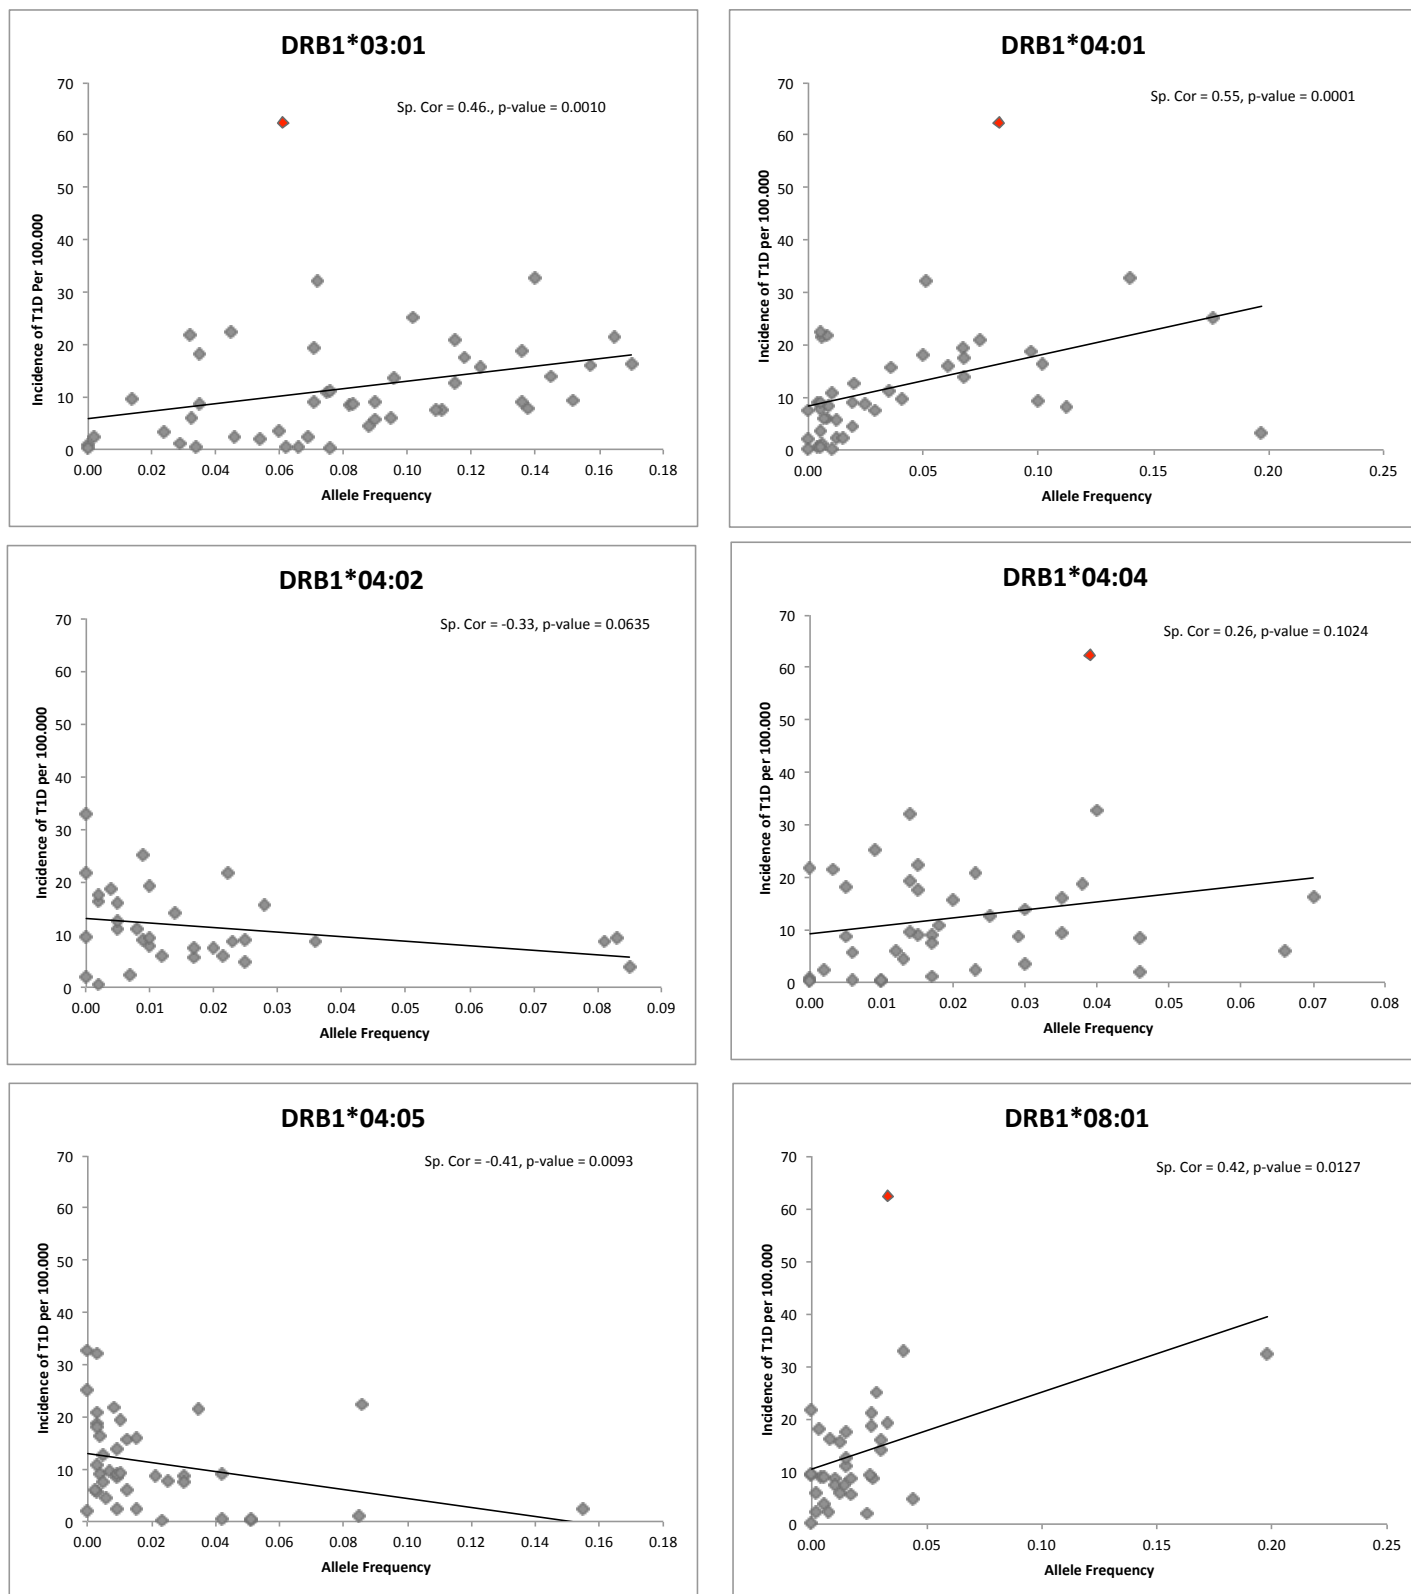 DRB1*03:01
Sp. Cor = 0.46., p-value = 0.0010
Incidence of T1D Per 100.000
70
60
50
40
30
20
10
0
0.00 0.02 0.04 0.06 0.08 0.10 0.12 0.14 0.16 0.18
Allele Frequency
DRB1*04:01
Sp. Cor = 0.55, p-value = 0.0001
Incidence of T1D per 100.000
70
60
50
40
30
20
10
0
0.00 0.05 0.10 0.15 0.20 0.25
Allele Frequency
DRB1*04:02
Sp. Cor = -0.33, p-value = 0.0635
Incidence of T1D per 100.000
70
60
50
40
30
20
10
0
0.00 0.01 0.02 0.03 0.04 0.05 0.06 0.07 0.08 0.09
Allele Frequency
DRB1*04:04
Sp. Cor = 0.26, p-value = 0.1024
Incidence of T1D per 100.000
70
60
50
40
30
20
10
0
0.00 0.01 0.02 0.03 0.04 0.05 0.06 0.07 0.08
Allele Frequency
DRB1*04:05
Sp. Cor = -0.41, p-value = 0.0093
Incidence of T1D per 100.000
70
60
50
40
30
20
10
0
0.00 0.02 0.04 0.06 0.08 0.10 0.12 0.14 0.16 0.18
Allele Frequency
DRB1*08:01
Sp. Cor = 0.42, p-value = 0.0127
Incidence of T1D per 100.000
70
60
50
40
30
20
10
0
0.00 0.05 0.10 0.15 0.20 0.25
Allele Frequency